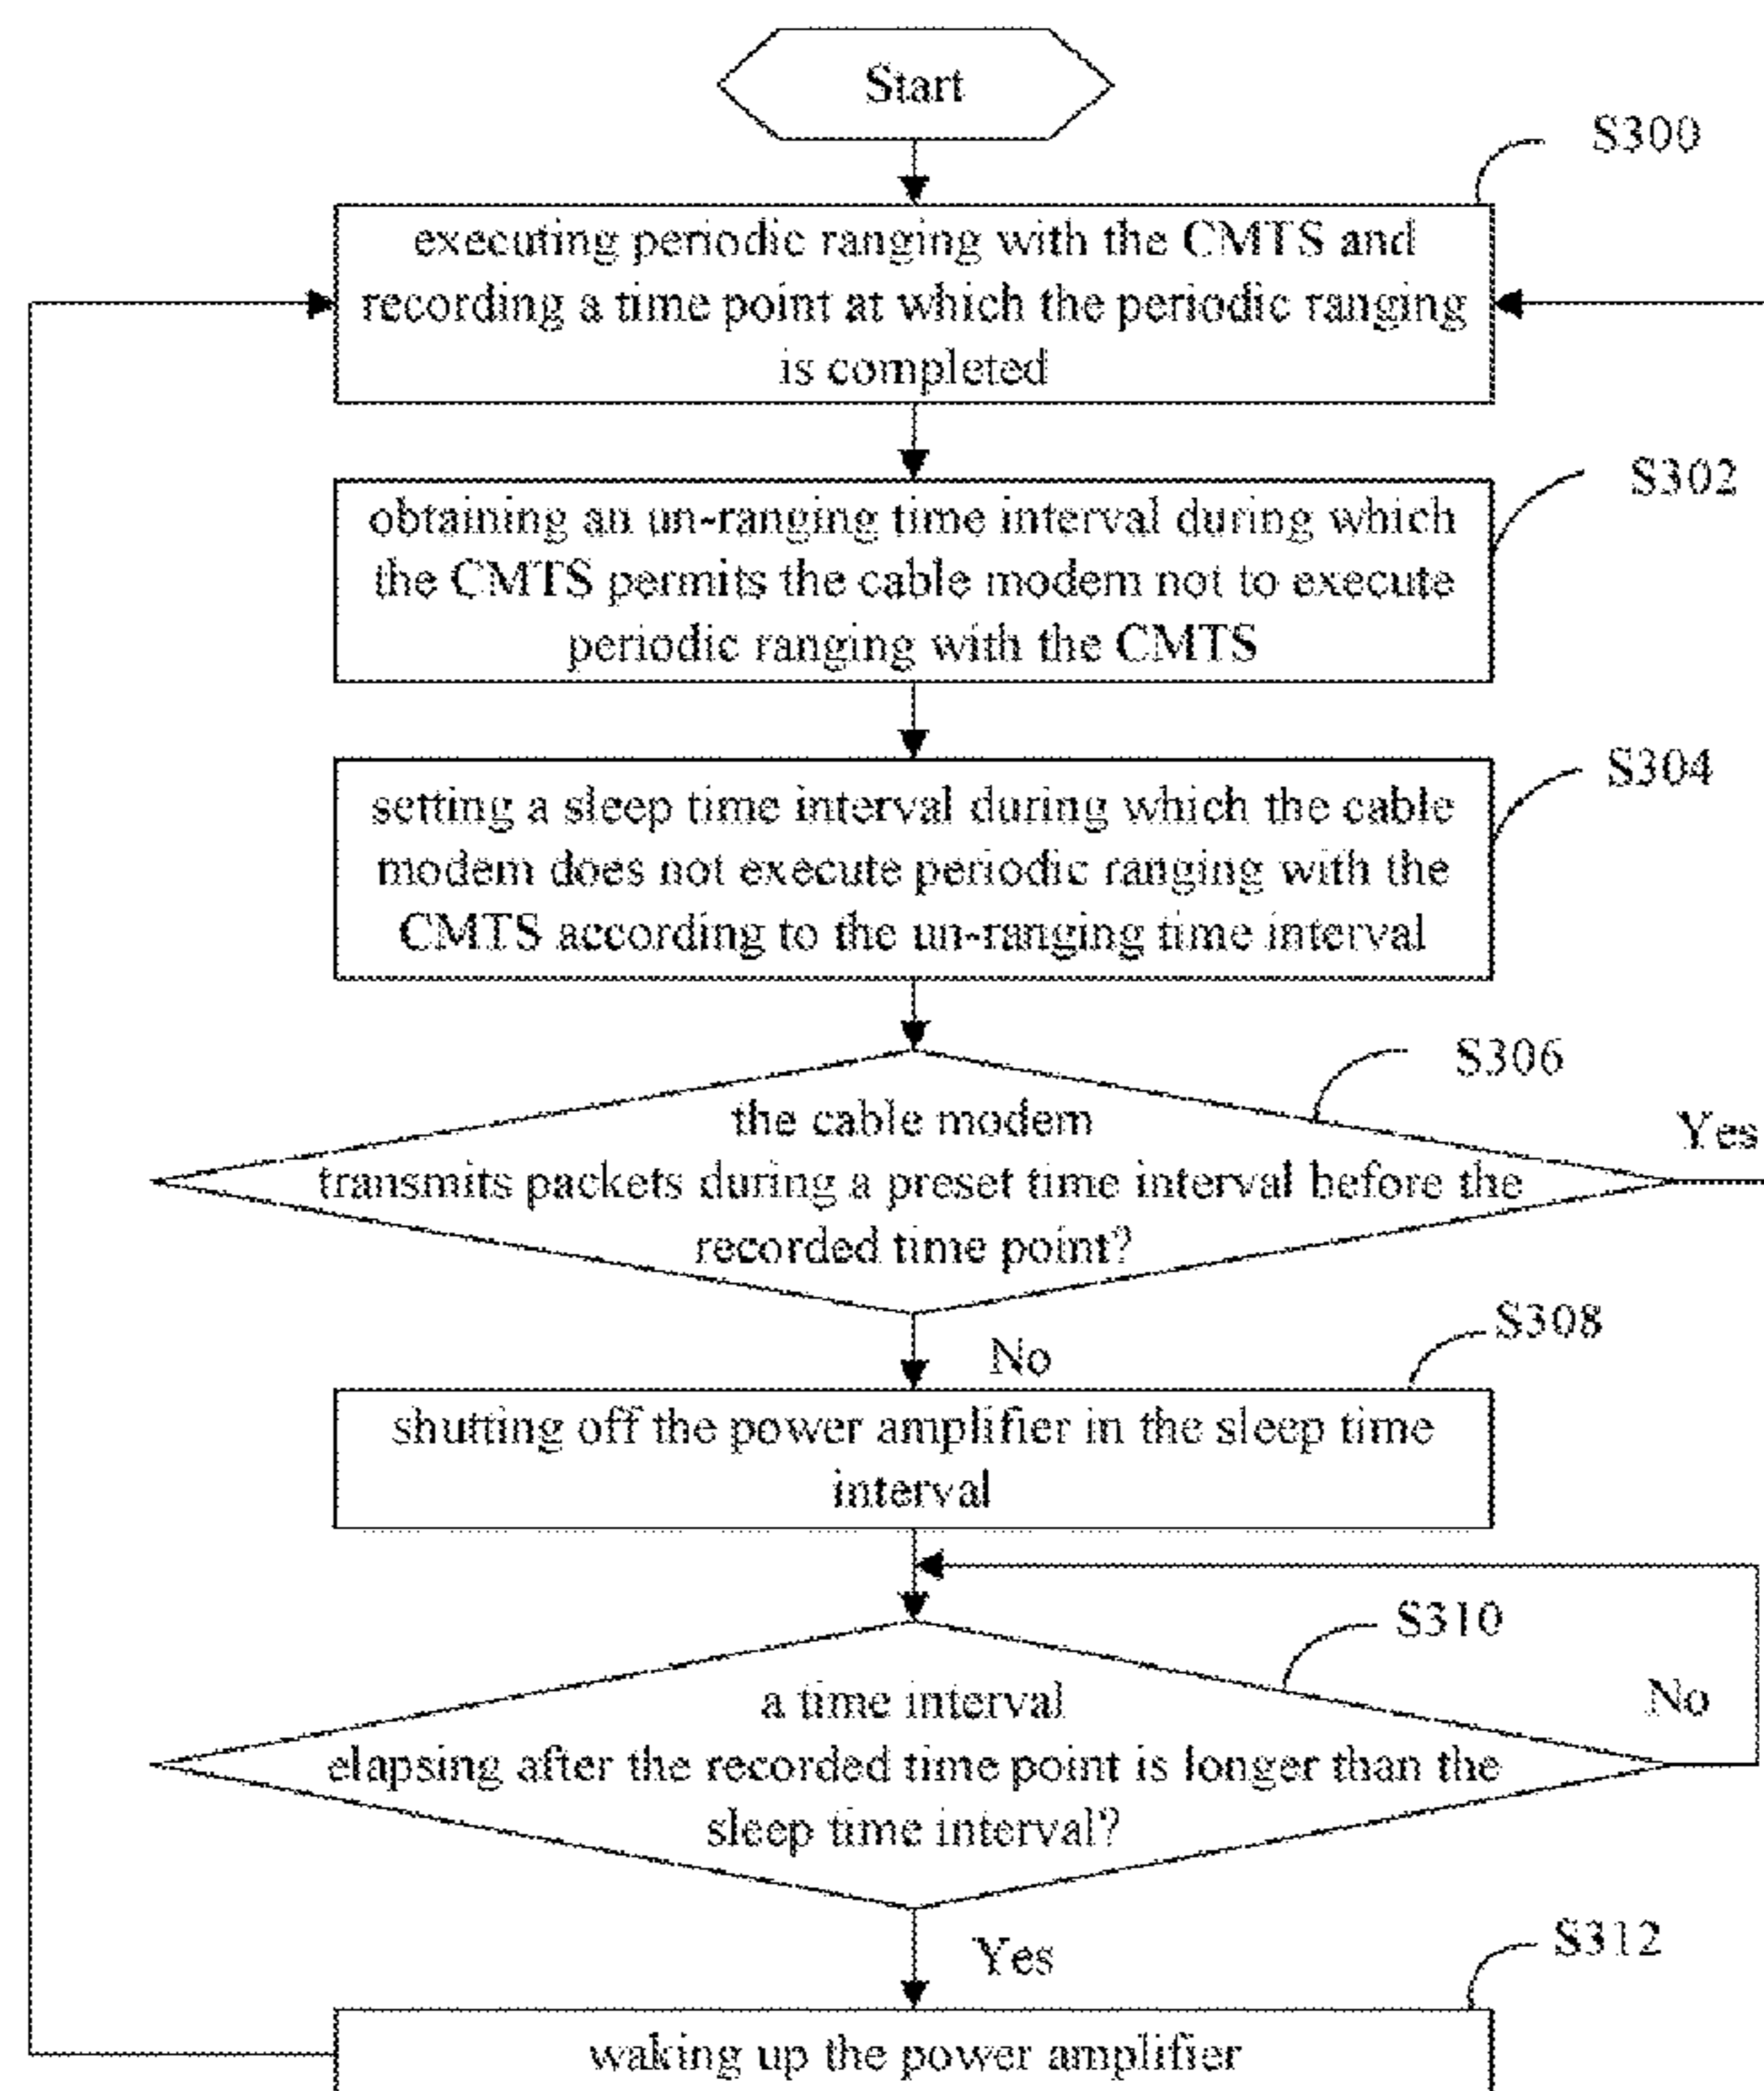 Start
S300
executing periodic ranging with the CMTS and
recording a time point at which the periodic ranging
is completed
S302
obtaining an un-ranging time interval during which
the CMTS permits the cable modem not to execute
periodic ranging with the CMTS
S304
setting a sleep time interval during which the cable
modem does not execute periodic ranging with the
CMTS according to the un-ranging time interval
S306
the cable modem
transmits packets during a preset time interval before the
recorded time point?
Yes
No
S308
shutting off the power amplifier in the sleep time
interval
S310
a time interval
elapsing after the recorded time point is longer than the
sleep time interval?
No
Yes
S312
waking up the power amplifier